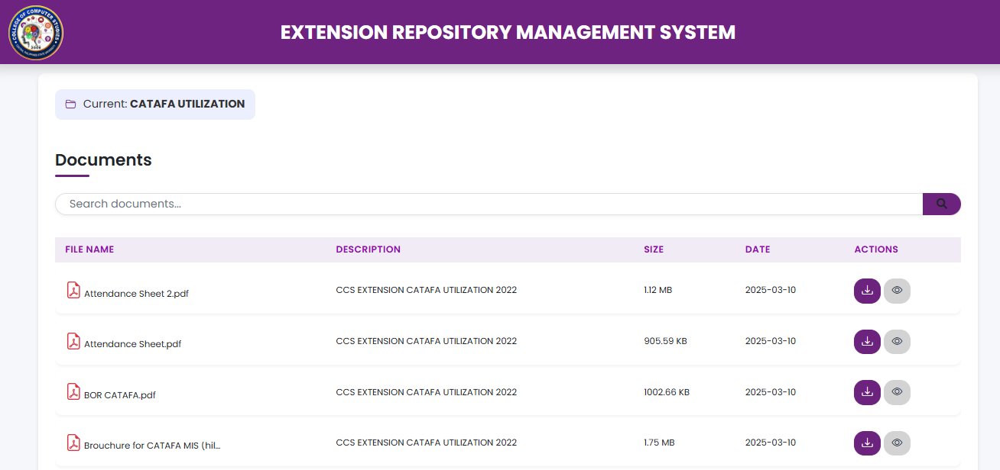 COLLEGE OF COMPUTER STUDIES
2008
EXTENSION REPOSITORY MANAGEMENT SYSTEM
Current: CATAFA UTILIZATION
Documents
Search documents...
FILE NAME DESCRIPTION SIZE DATE ACTIONS
Attendance Sheet 2.pdf CCS EXTENSION CATAFA UTILIZATION 2022 1.12 MB 2025-03-10
Attendance Sheet.pdf CCS EXTENSION CATAFA UTILIZATION 2022 905.59 KB 2025-03-10
BOR CATAFA.pdf CCS EXTENSION CATAFA UTILIZATION 2022 1002.66 KB 2025-03-10
Brouchure for CATAFA MIS (hil... CCS EXTENSION CATAFA UTILIZATION 2022 1.75 MB 2025-03-10